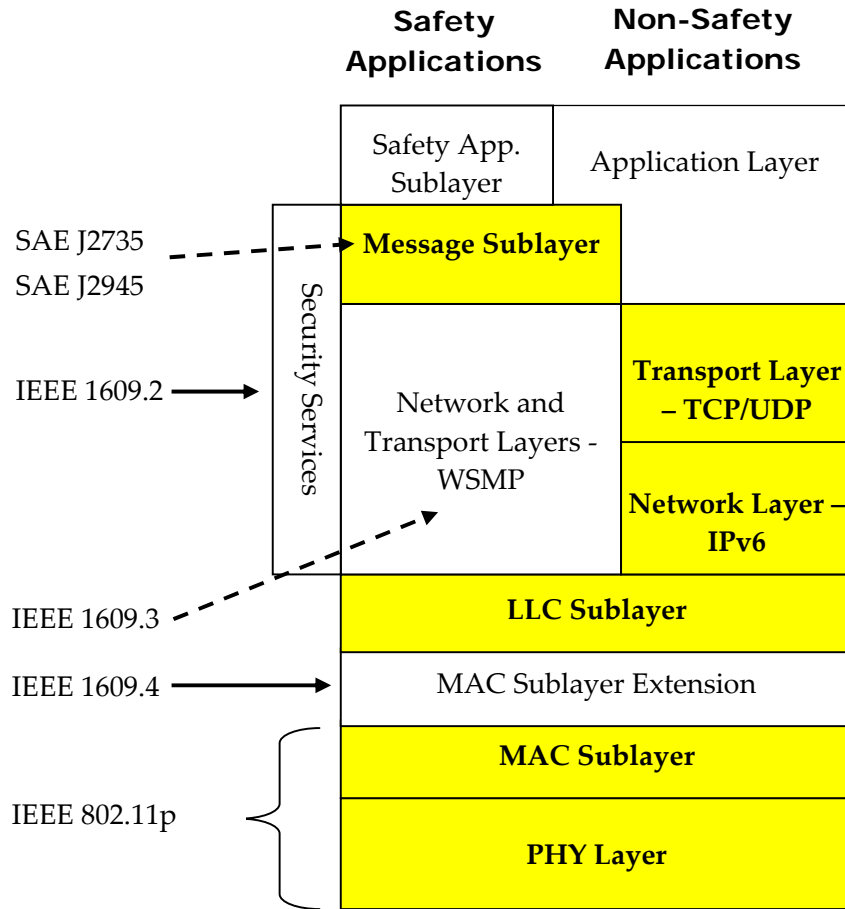 Safety
Applications
Non-Safety
Applications
Safety App.
Sublayer
Application Layer
SAE J2735
SAE J2945
Message Sublayer
Security Services
IEEE 1609.2
Network and
Transport Layers -
WSMP
Transport Layer
– TCP/UDP
Network Layer –
IPv6
IEEE 1609.3
LLC Sublayer
IEEE 1609.4
MAC Sublayer Extension
MAC Sublayer
IEEE 802.11p
PHY Layer